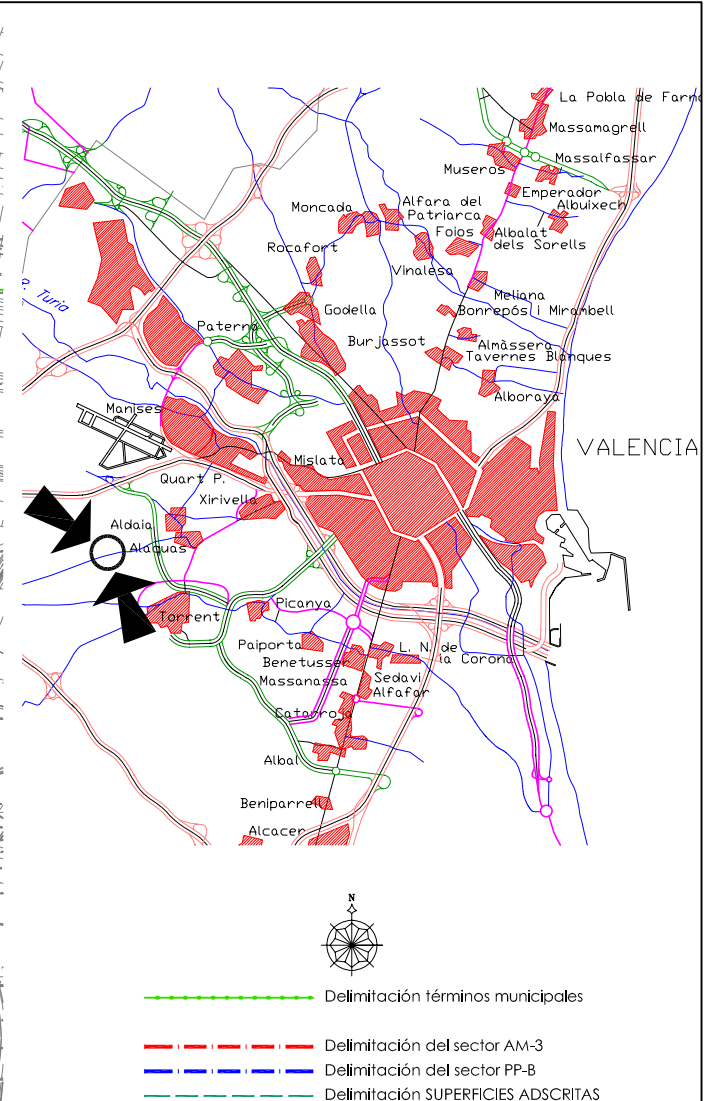 La Pobla de Farn
Massamagrell
Massalfassar
Museros
Emperador
Albuixech
Moncada
Alfara del
Patriarca
Foios
Albalat
dels Sorells
Rocafort
Vinalesa
R. Turia
Meliana
Godella
Bonrepós i Mirambell
Paterna
Burjassot
Almàssera
Tavernes Blanques
Alboraya
Manises
VALENCIA
Mislata
Quart P.
Xirivella
Aldaia
Alaquas
Picanya
Torrent
Paiporta
L. N. de
la Corona
Benetusser
Massanassa
Sedavi
Alfafar
Catarroja
Albal
Beniparrell
Alcacer
N
Delimitación términos municipales
Delimitación del sector AM-3
Delimitación del sector PP-B
Delimitación SUPERFICIES ADSCRITAS